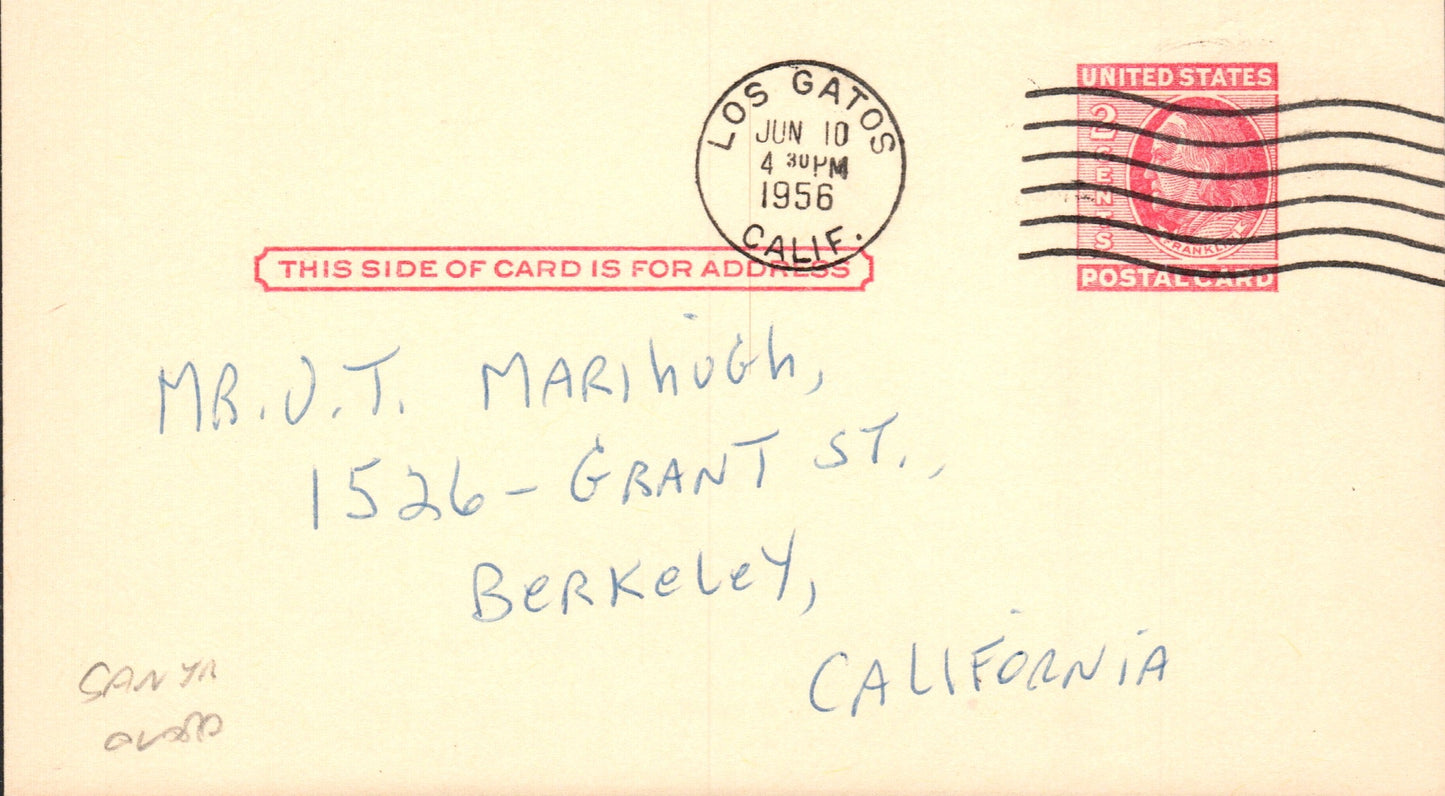 LOS GATOS
JUN 10
4 30 PM
1956
CALIF.
UNITED STATES
2 CENTS
FRANKLIN
POSTAL CARD
THIS SIDE OF CARD IS FOR ADDRESS
MR. J. T. MARIhUGh,
1526 - GRANT ST.,
BeRKeLeY,
CALiFORNiA